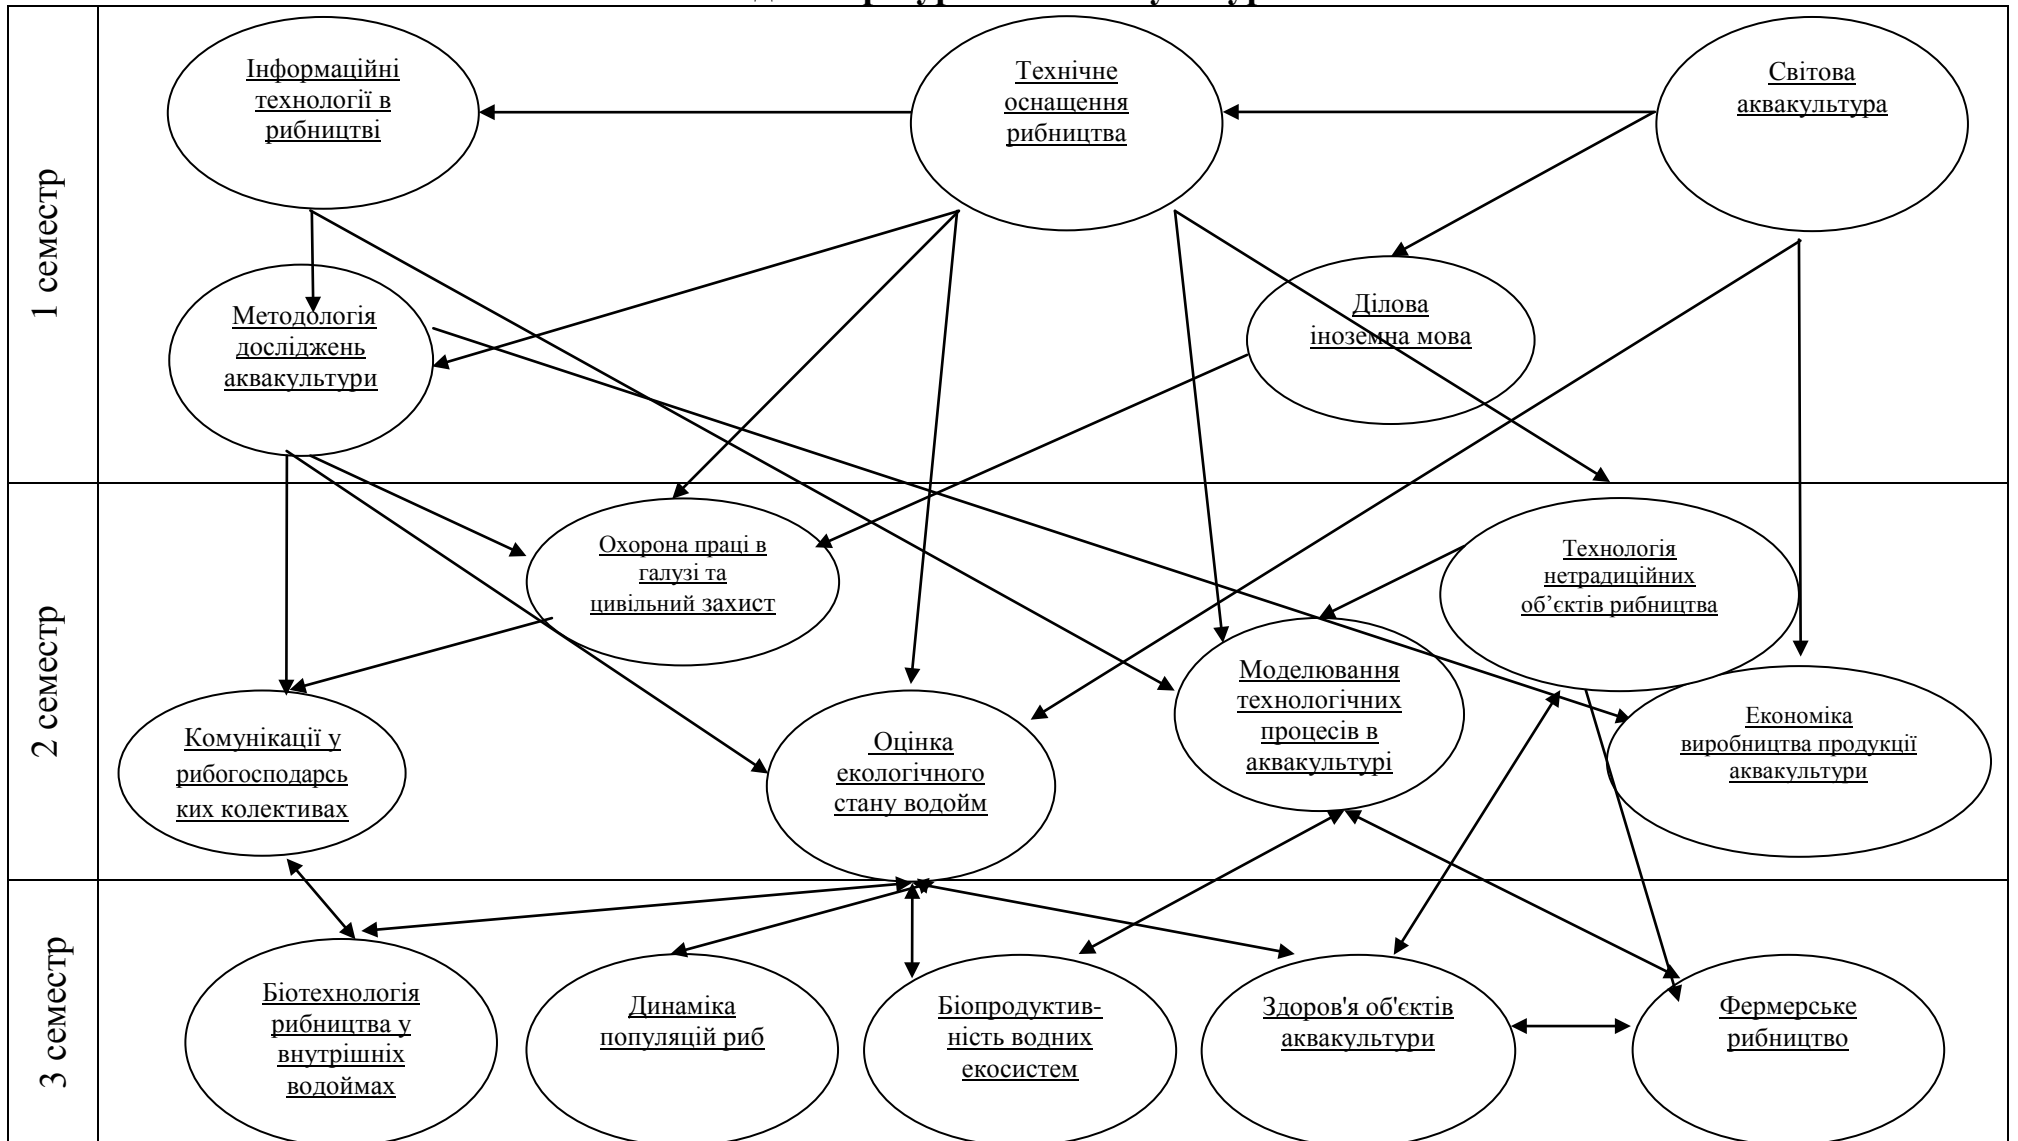 1 семестр
Інформаційні
технології в
рибництві
Технічне
оснащення
рибництва
Світова
аквакультура
Методологія
досліджень
аквакультури
Ділова
іноземна мова
2 семестр
Охорона праці в
галузі та
цивільний захист
Технологія
нетрадиційних
об’єктів рибництва
Комунікації у
рибогосподарсь
ких колективах
Оцінка
екологічного
стану водойм
Моделювання
технологічних
процесів в
аквакультурі
Економіка
виробництва продукції
аквакультури
3 семестр
Біотехнологія
рибництва у
внутрішніх
водоймах
Динаміка
популяцій риб
Біопродуктив-
ність водних
екосистем
Здоров'я об'єктів
аквакультури
Фермерське
рибництво